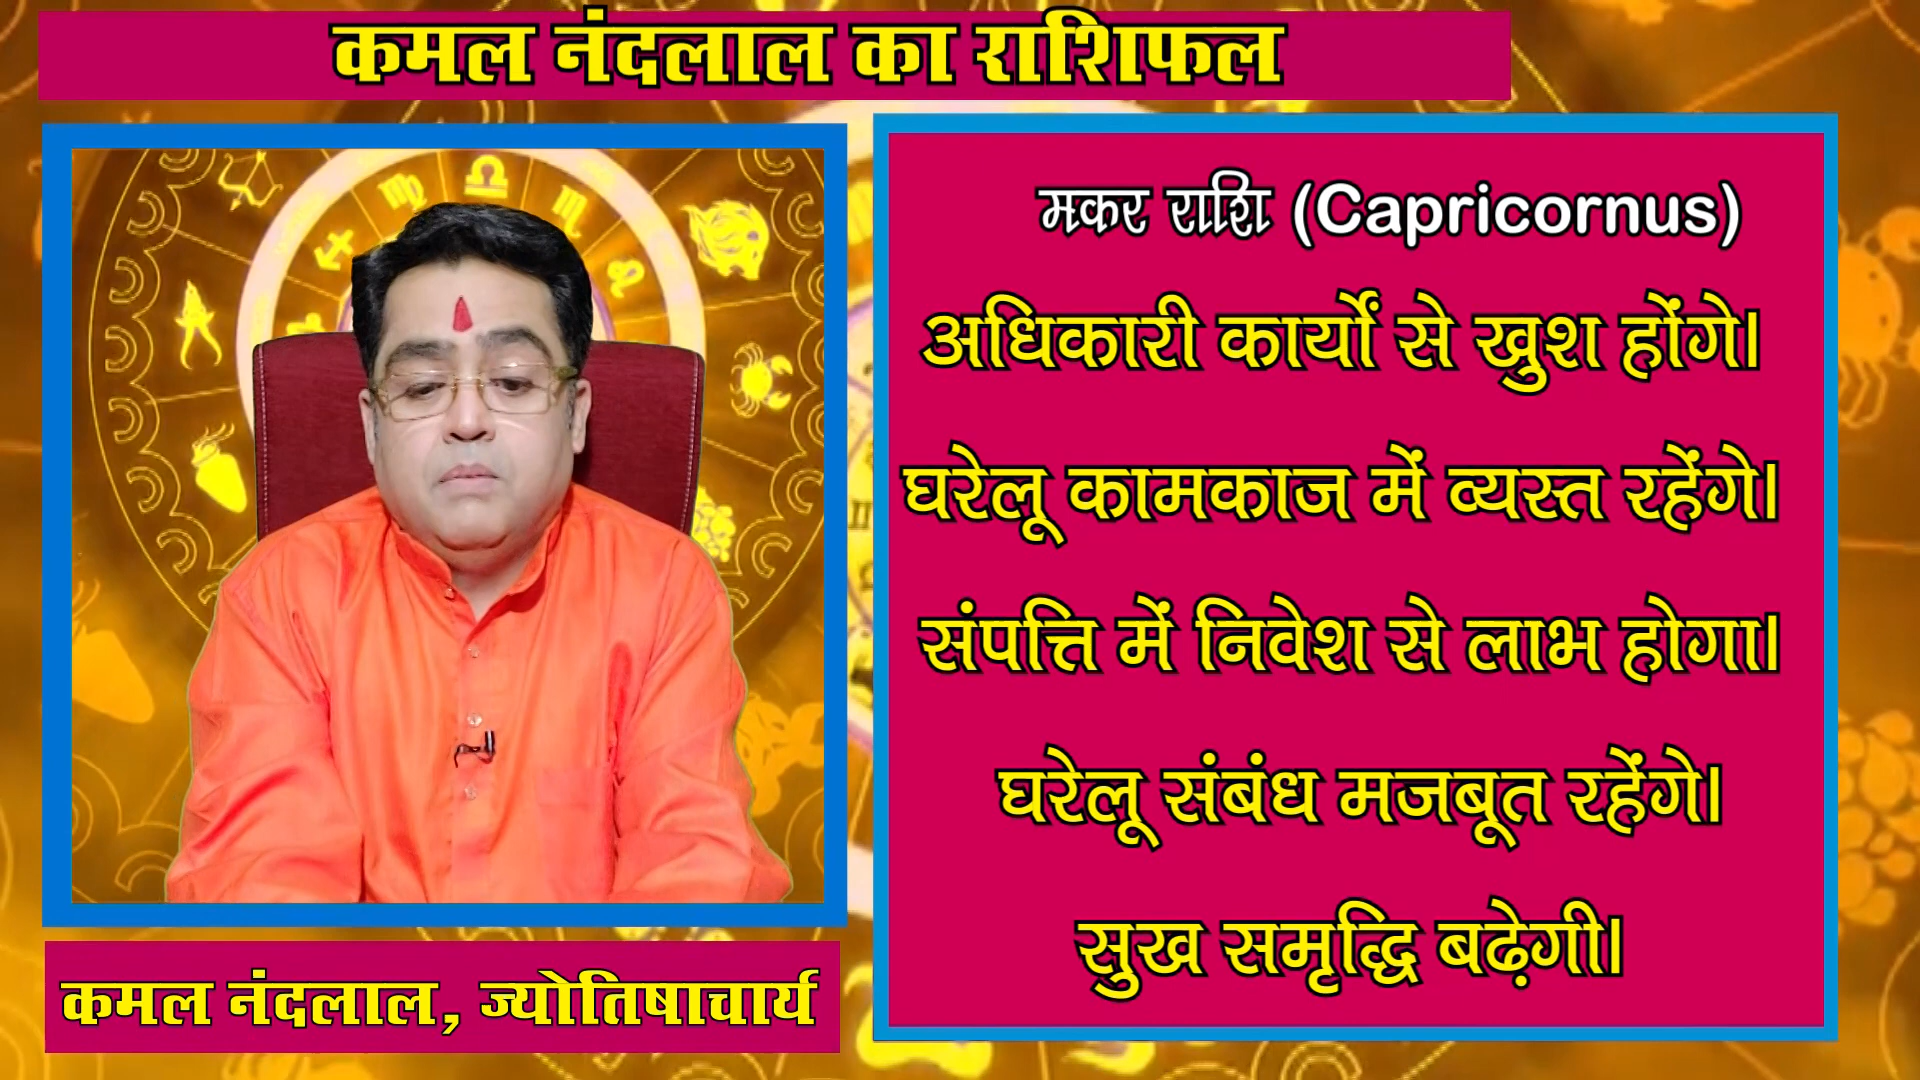 कमल नंदलाल का राशिफल
मकर राशि (Capricornus)
अधिकारी कार्यों से खुश होंगे।
घरेलू कामकाज में व्यस्त रहेंगे।
संपत्ति में निवेश से लाभ होगा।
घरेलू संबंध मजबूत रहेंगे।
सुख समृद्धि बढ़ेगी।
कमल नंदलाल, ज्योतिषाचार्य